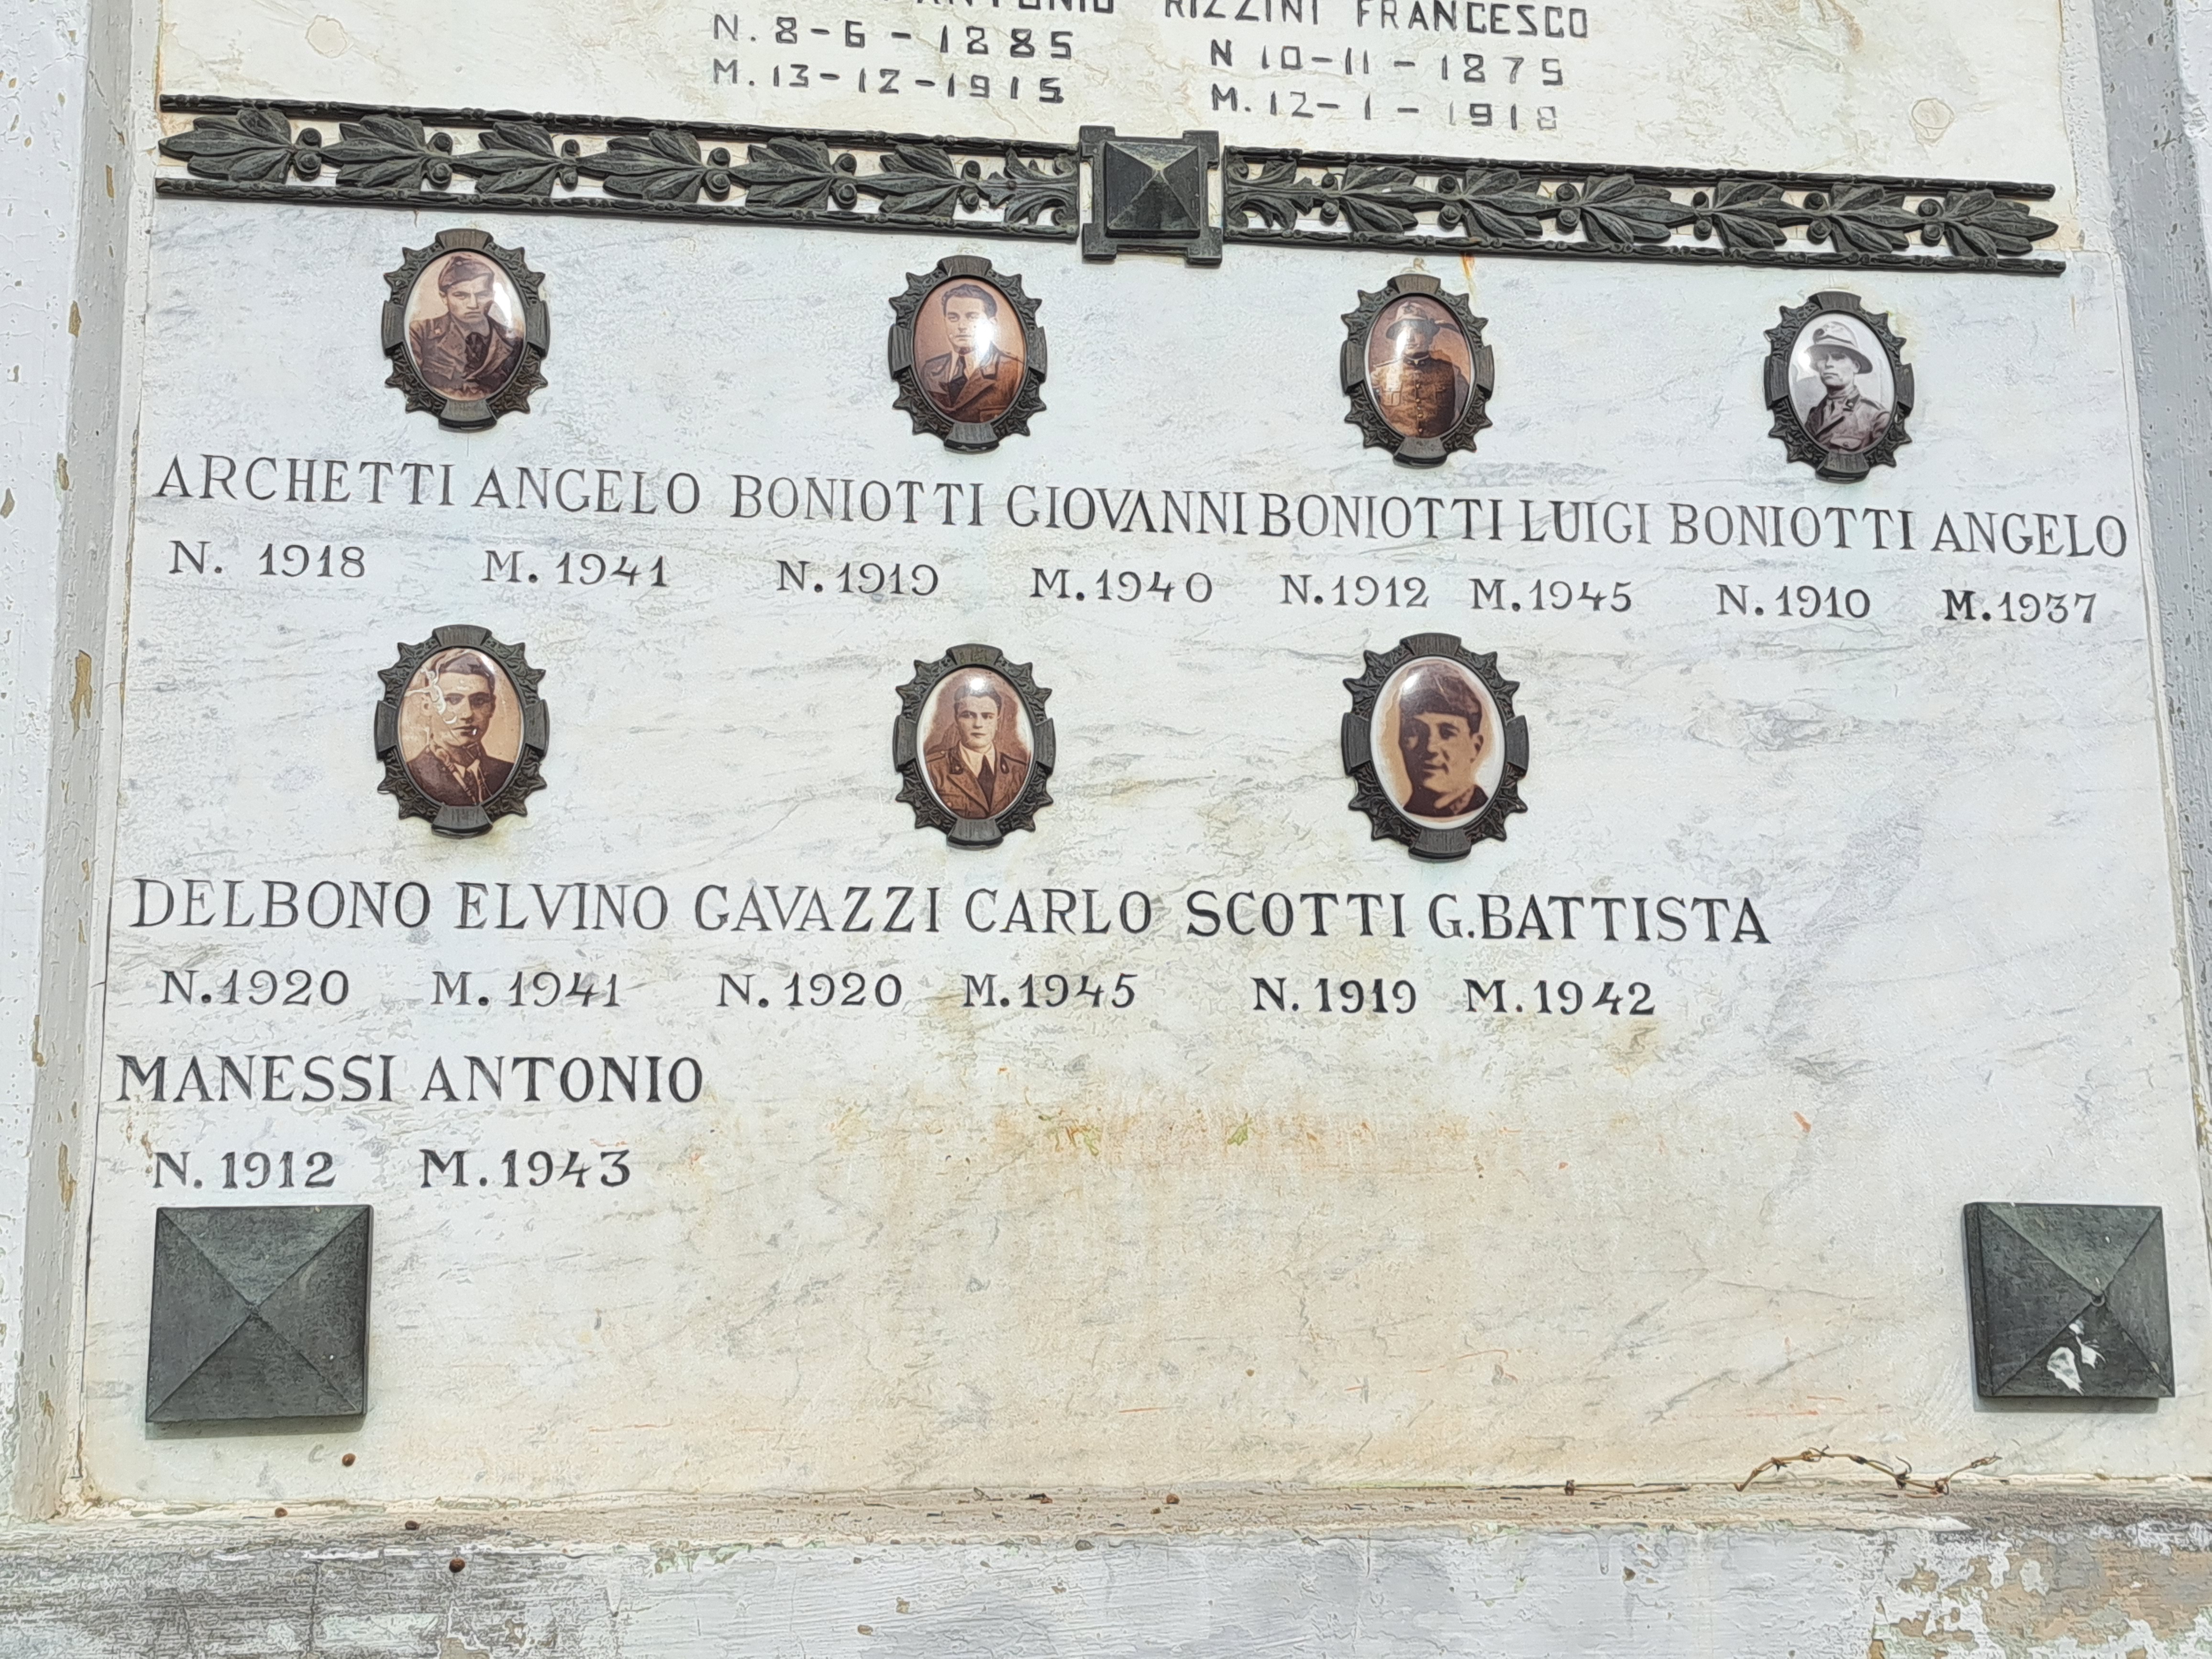 ANTONIO RIZZINI FRANCESCO
N. 8-6-1885 N 10-11-1875
M. 13-12-1915 M. 12-1-1918
ARCHETTI ANGELO BONIOTTI GIOVANNI BONIOTTI LUIGI BONIOTTI ANGELO
N. 1918 M. 1941 N. 1919 M. 1940 N. 1912 M. 1945 N. 1910 M. 1937
DELBONO ELVINO GAVAZZI CARLO SCOTTI G.BATTISTA
N. 1920 M. 1941 N. 1920 M. 1945 N. 1919 M. 1942
MANESSI ANTONIO
N. 1912 M. 1943